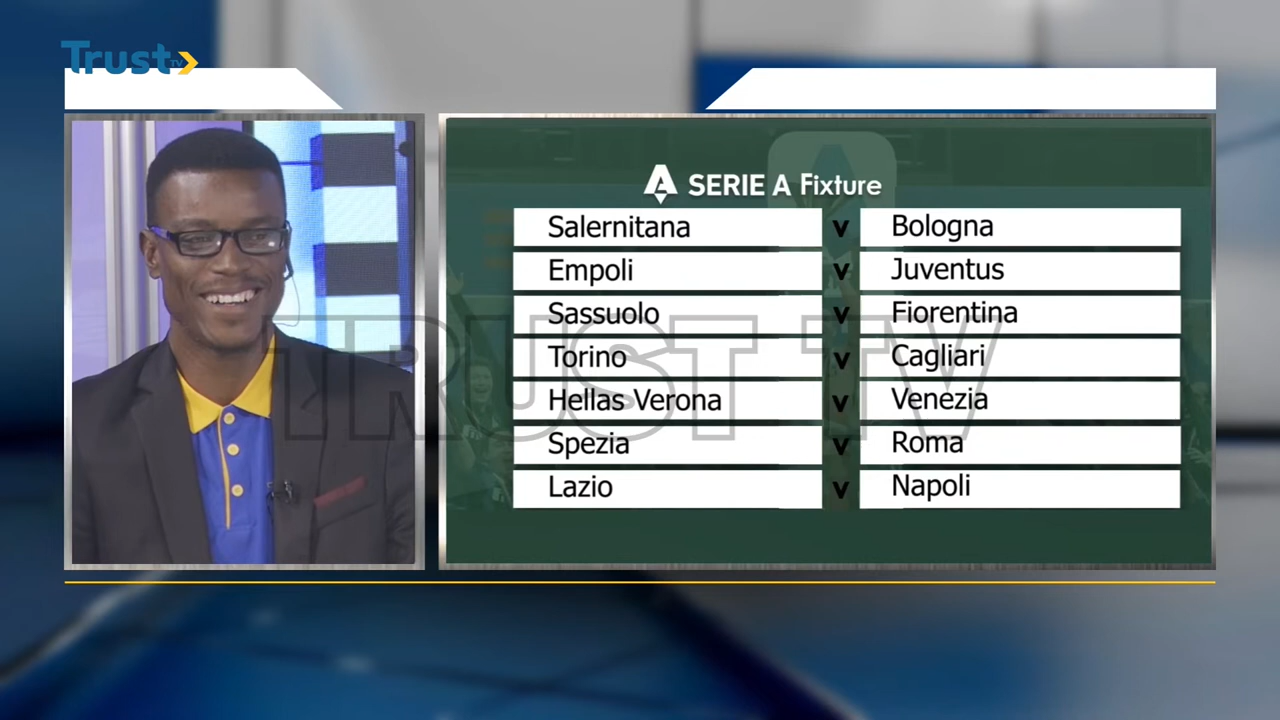 Trust TV
SERIE A Fixture
Salernitana v Bologna
Empoli v Juventus
Sassuolo v Fiorentina
Torino v Cagliari
Hellas Verona v Venezia
Spezia v Roma
Lazio v Napoli
TRUST TV